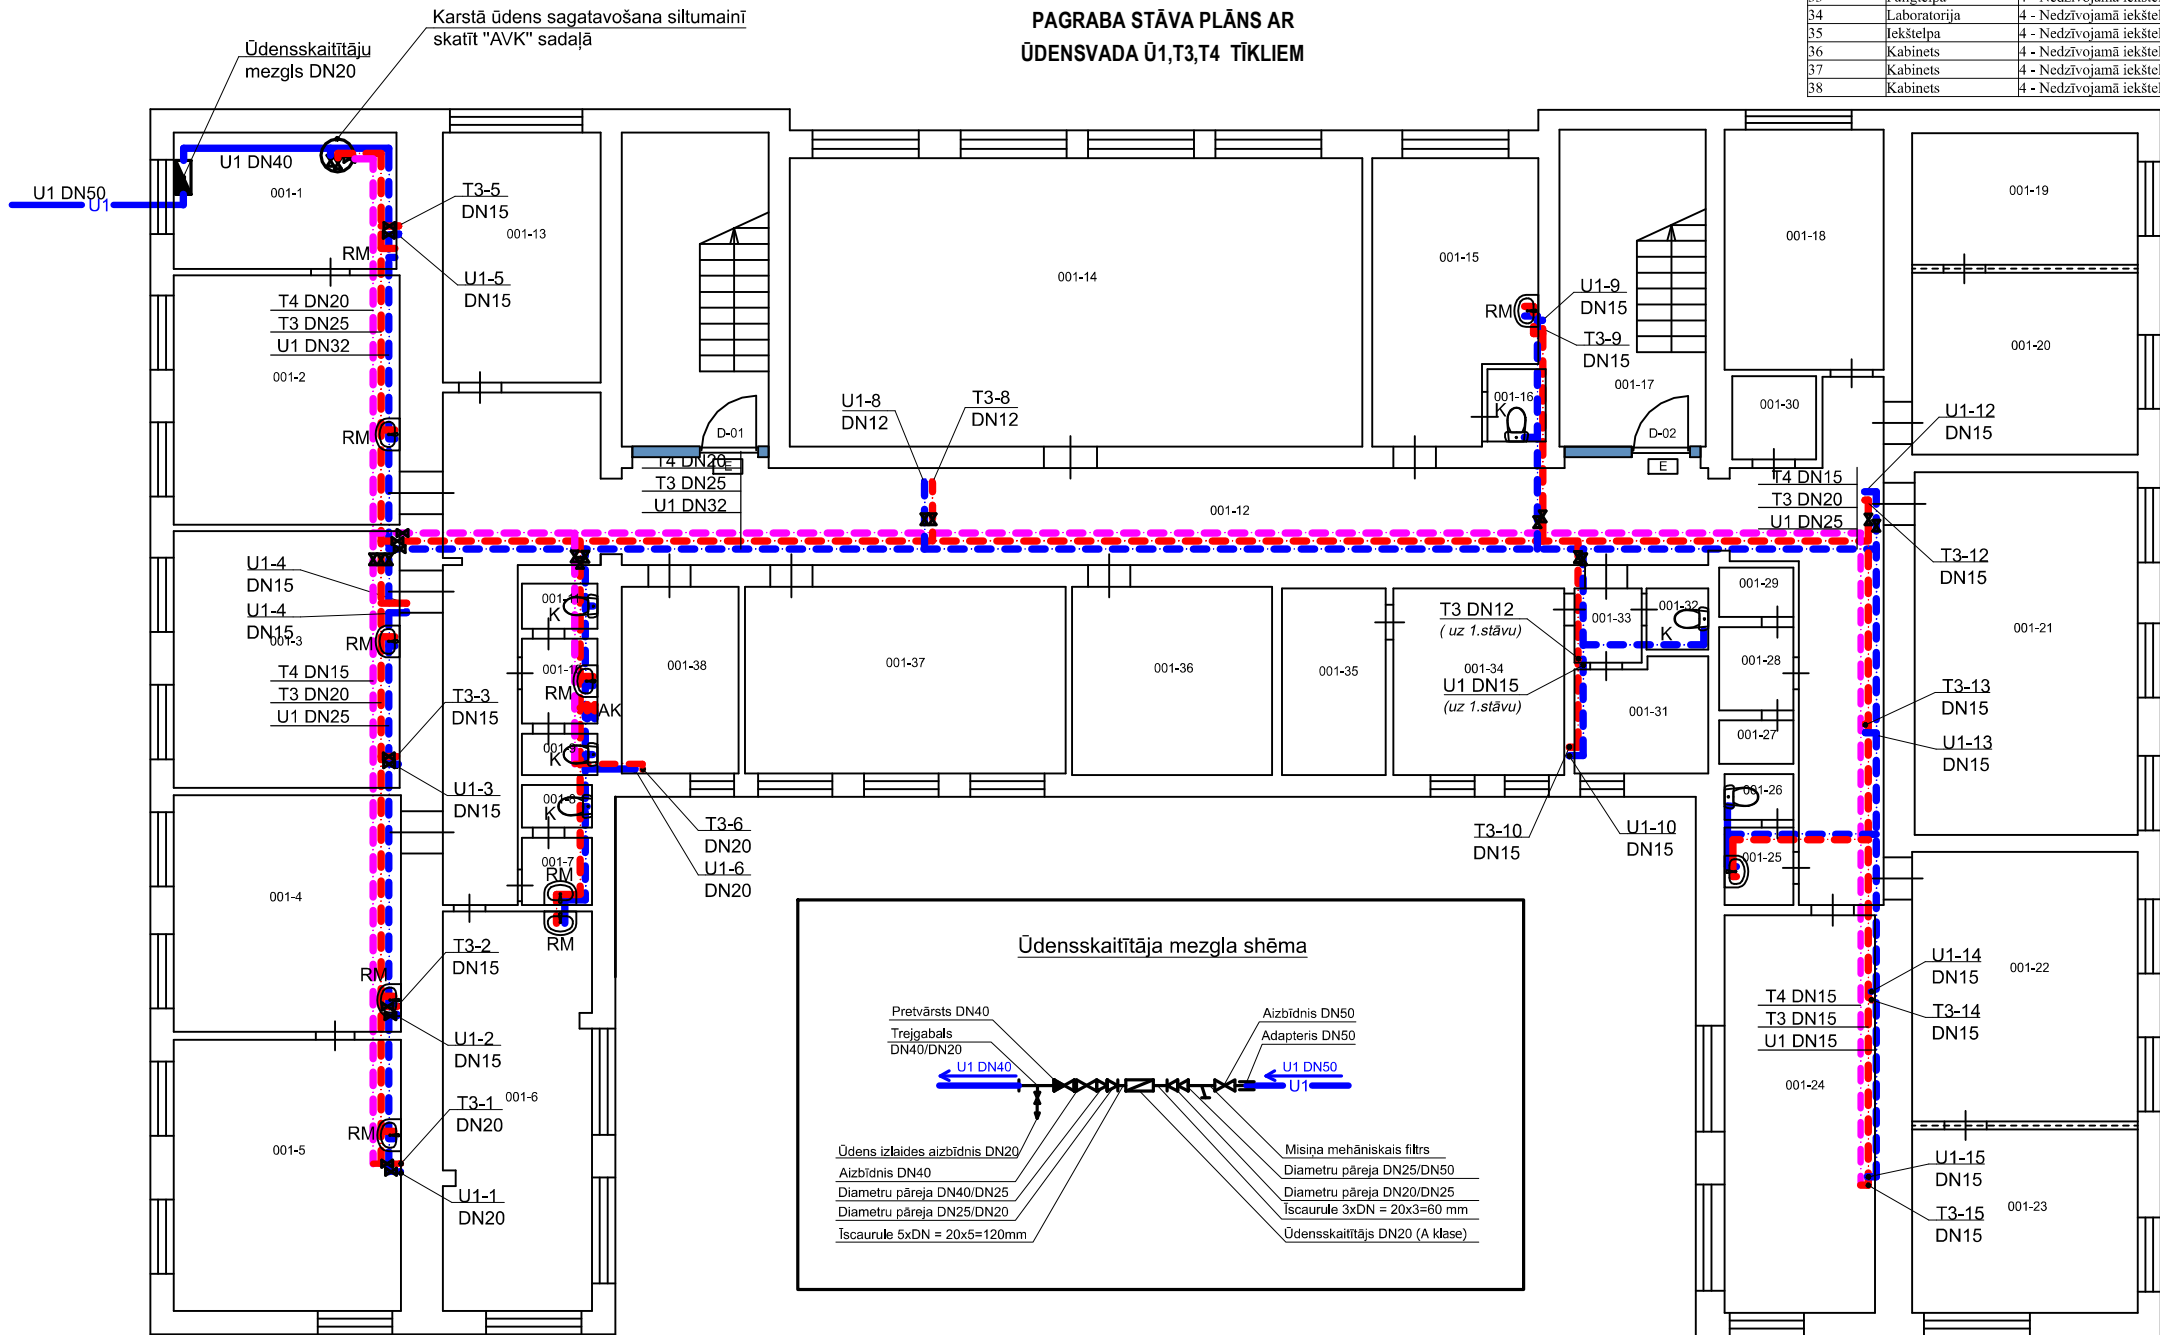 PAGRABA STĀVA PLĀNS AR
ŪDENSVADA Ū1,T3,T4 TĪKLIEM
Karstā ūdens sagatavošana siltumainī
skatīt "AVK" sadaļā
Ūdensskaitītāju
mezgls DN20
34 Laboratorija 4 - Nedzīvojamā
35 Iekštelpa 4 - Nedzīvojamā
36 Kabinets 4 - Nedzīvojamā
37 Kabinets 4 - Nedzīvojamā
38 Kabinets 4 - Nedzīvojamā
U1 DN50
U1
U1 DN40
001-1
T3-5
DN15
001-13
RM
U1-5
DN15
T4 DN20
T3 DN25
U1 DN32
001-2
RM
001-14
001-15
RM
U1-9
DN15
T3-9
DN15
001-16
K
001-17
001-18
001-19
001-20
001-30
D-01
E
D-02
E
U1-8
DN12
T3-8
DN12
T4 DN20
T3 DN25
U1 DN32
001-12
T4 DN15
T3 DN20
U1 DN25
U1-12
DN15
T3-12
DN15
U1-4
DN15
U1-4
DN15
001-3
RM
T4 DN15
T3 DN20
U1 DN25
T3-3
DN15
U1-3
DN15
K
RM
AK
001-9
K
001-8
K
001-7
RM
RM
001-38
001-37
001-36
001-35
001-34
T3 DN12
( uz 1.stāvu)
U1 DN15
(uz 1.stāvu)
001-33
001-32
K
001-31
001-29
001-28
001-27
001-26
001-25
001-21
T3-13
DN15
U1-13
DN15
T3-6
DN20
U1-6
DN20
T3-10
DN15
U1-10
DN15
001-4
RM
T3-2
DN15
U1-2
DN15
001-5
RM
T3-1
DN20
001-6
U1-1
DN20
001-22
U1-14
DN15
T3-14
DN15
T4 DN15
T3 DN15
U1 DN15
001-24
U1-15
DN15
T3-15
DN15
001-23
Ūdensskaitītāja mezgla shēma
Pretvārsts DN40
Trejgabals
DN40/DN20
U1 DN40
Aizbīdnis DN50
Adapteris DN50
U1 DN50
U1
Ūdens izlaides aizbīdnis DN20
Aizbīdnis DN40
Diametru pāreja DN40/DN25
Diametru pāreja DN25/DN20
Īscaurule 5xDN = 20x5=120mm
Misiņa mehāniskais filtrs
Diametru pāreja DN25/DN50
Diametru pāreja DN20/DN25
Īscaurule 3xDN = 20x3=60 mm
Ūdensskaitītājs DN20 (A klase)